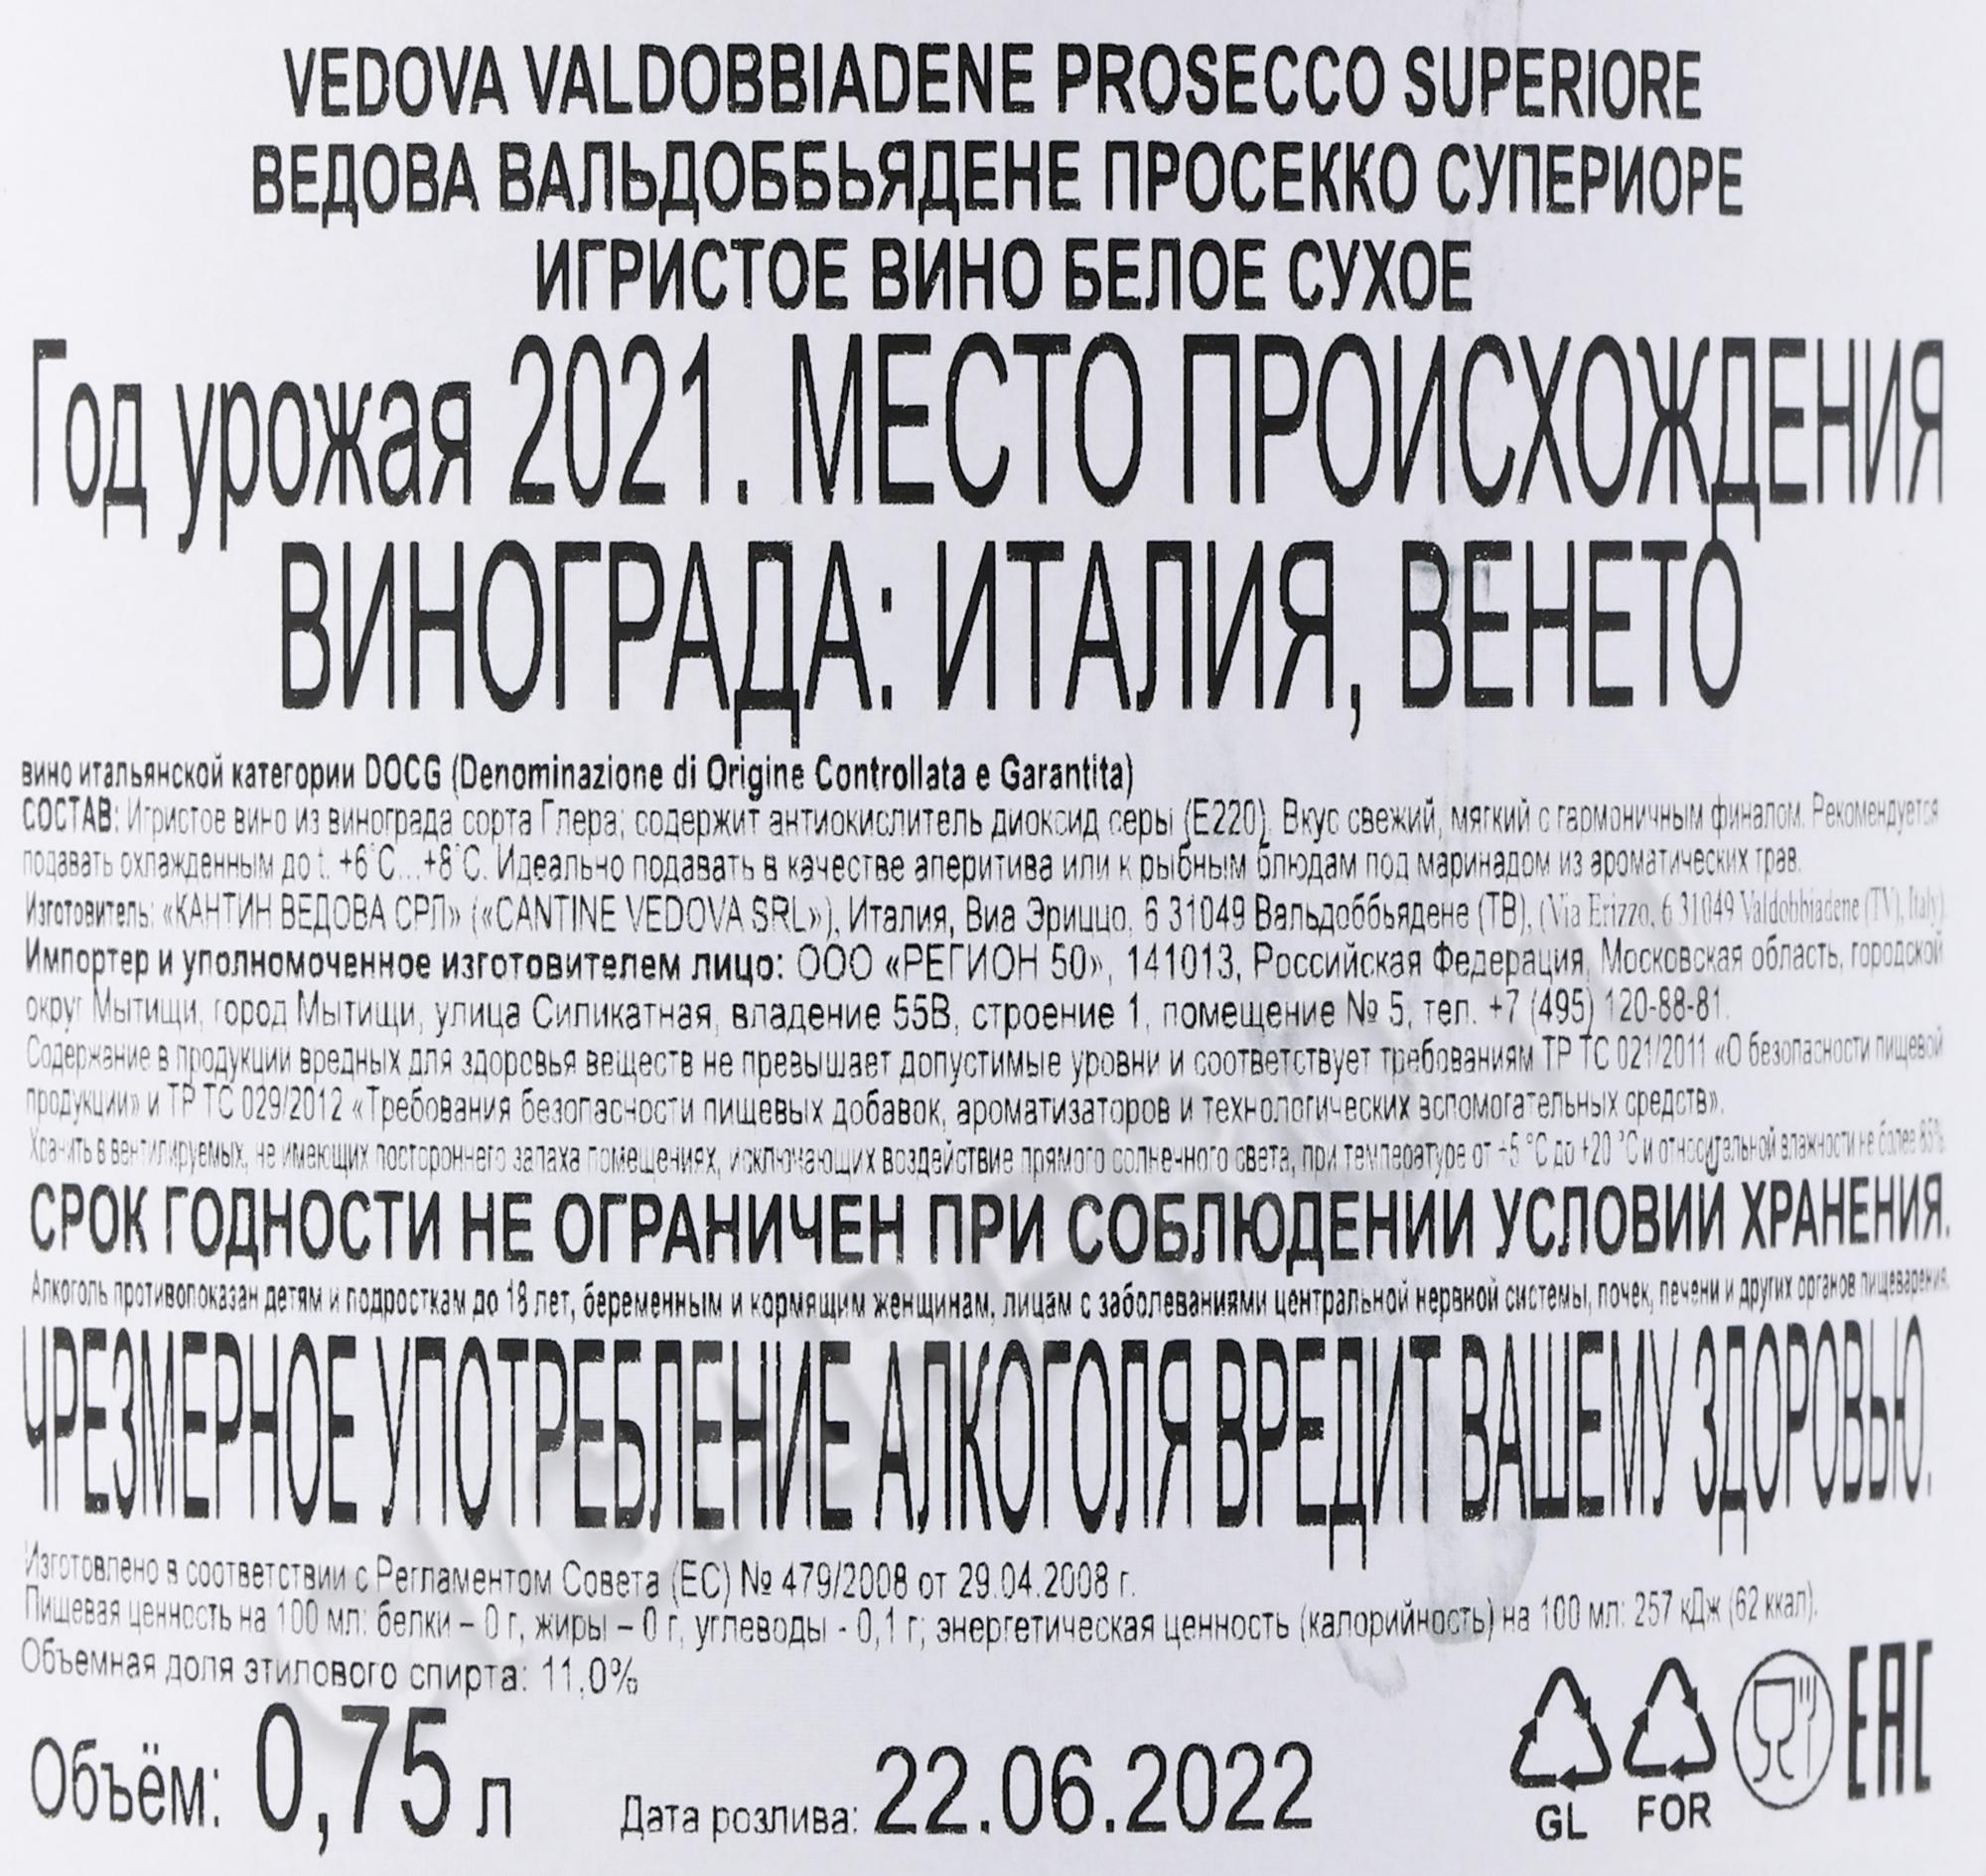 VEDOVA VALDOBBIADENE PROSECCO SUPERIORE
ВЕДОВА ВАЛЬДОББЬЯДЕНЕ ПРОСЕККО СУПЕРИОРЕ
ИГРИСТОЕ ВИНО БЕЛОЕ СУХОЕ
Год урожая 2021. МЕСТО ПРОИСХОЖДЕНИЯ
ВИНОГРАДА: ИТАЛИЯ, ВЕНЕТО
вино итальянской категории DOCG (Denominazione di Origine Controllata e Garantita)
СОСТАВ: Игристое вино из винограда сорта Глера; содержит антиокислитель диоксид серы (Е220). Вкус свежий, мягкий с гармоничным финалом. Рекомендуется
подавать охлажденным до t. +6°С...+8°С. Идеально подавать в качестве аперитива или к рыбным блюдам под маринадом из ароматических трав.
Изготовитель: «КАНТИН ВЕДОВА СРЛ» («CANTINE VEDOVA SRL»), Италия, Виа Эриццо, 6 31049 Вальдоббьядене (ТВ), (Via Erizzo, 6 31049 Valdobbiadene (TV), Italy)
Импортер и уполномоченное изготовителем лицо: ООО «РЕГИОН 50», 141013, Российская Федерация, Московская область, городской
округ Мытищи, город Мытищи, улица Силикатная, владение 55В, строение 1, помещение № 5, тел. +7 (495) 120-88-81.
Содержание в продукции вредных для здоровья веществ не превышает допустимые уровни и соответствует требованиям ТР ТС 021/2011 «О безопасности пищевой
продукции» и ТР ТС 029/2012 «Требования безопасности пищевых добавок, ароматизаторов и технологических вспомогательных средств».
Хранить в вентилируемых, не имеющих постороннего запаха помещениях, исключающих воздействие прямого солнечного света, при температуре от +5 °С до +20 °С и относительной влажности не более 85%
СРОК ГОДНОСТИ НЕ ОГРАНИЧЕН ПРИ СОБЛЮДЕНИИ УСЛОВИЙ ХРАНЕНИЯ.
Алкоголь противопоказан детям и подросткам до 18 лет, беременным и кормящим женщинам, лицам с заболеваниями центральной нервной системы, почек, печени и других органов пищеварения.
ЧРЕЗМЕРНОЕ УПОТРЕБЛЕНИЕ АЛКОГОЛЯ ВРЕДИТ ВАШЕМУ ЗДОРОВЬЮ.
Изготовлено в соответствии с Регламентом Совета (ЕС) № 479/2008 от 29.04.2008 г.
Пищевая ценность на 100 мл: белки – 0 г, жиры – 0 г, углеводы - 0,1 г; энергетическая ценность (калорийность) на 100 мл: 257 кДж (62 ккал).
Объемная доля этилового спирта: 11,0%
Объём: 0,75 л Дата розлива: 22.06.2022
GL FOR EAC